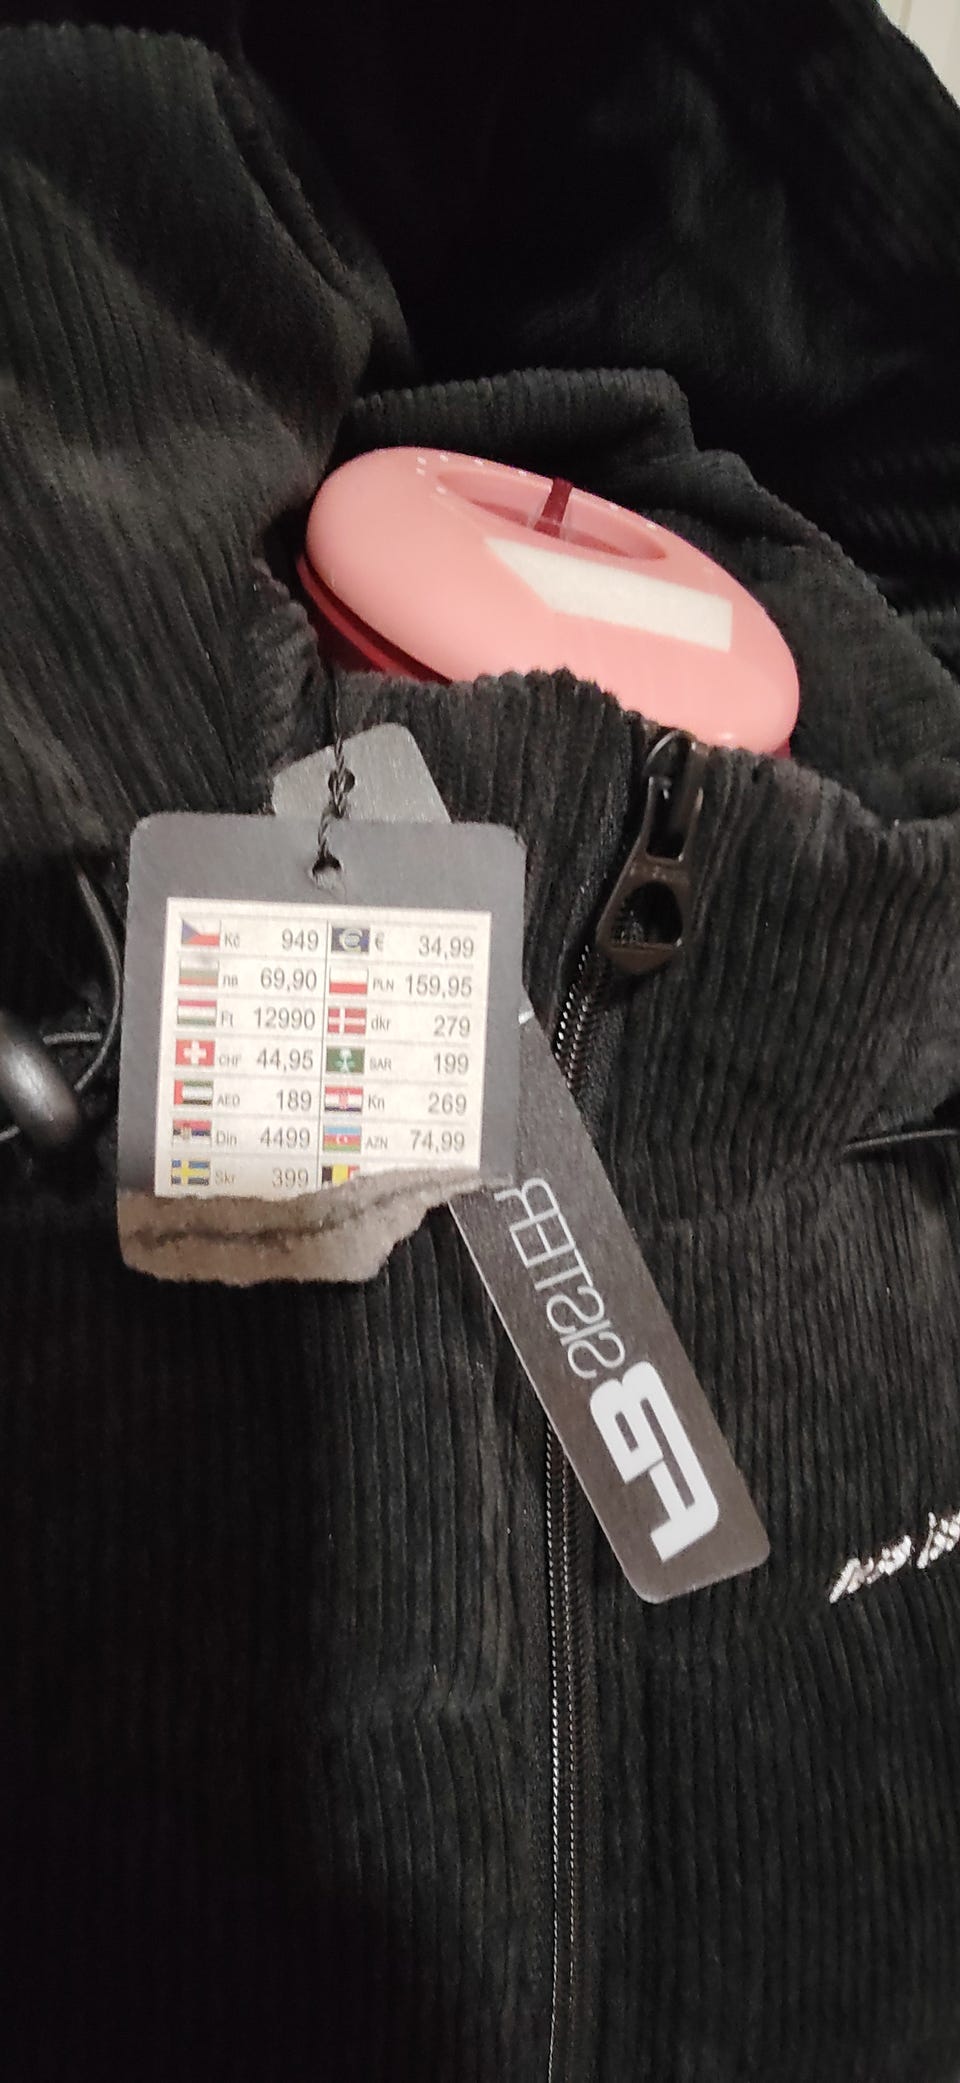 Kč 949 € 34,99
лв 69,90 PLN 159,95
Ft 12990 dkr 279
CHF 44,95 SAR 199
AED 189 Kn 269
Din 4499 AZN 74,99
Skr 399
FB SISTER